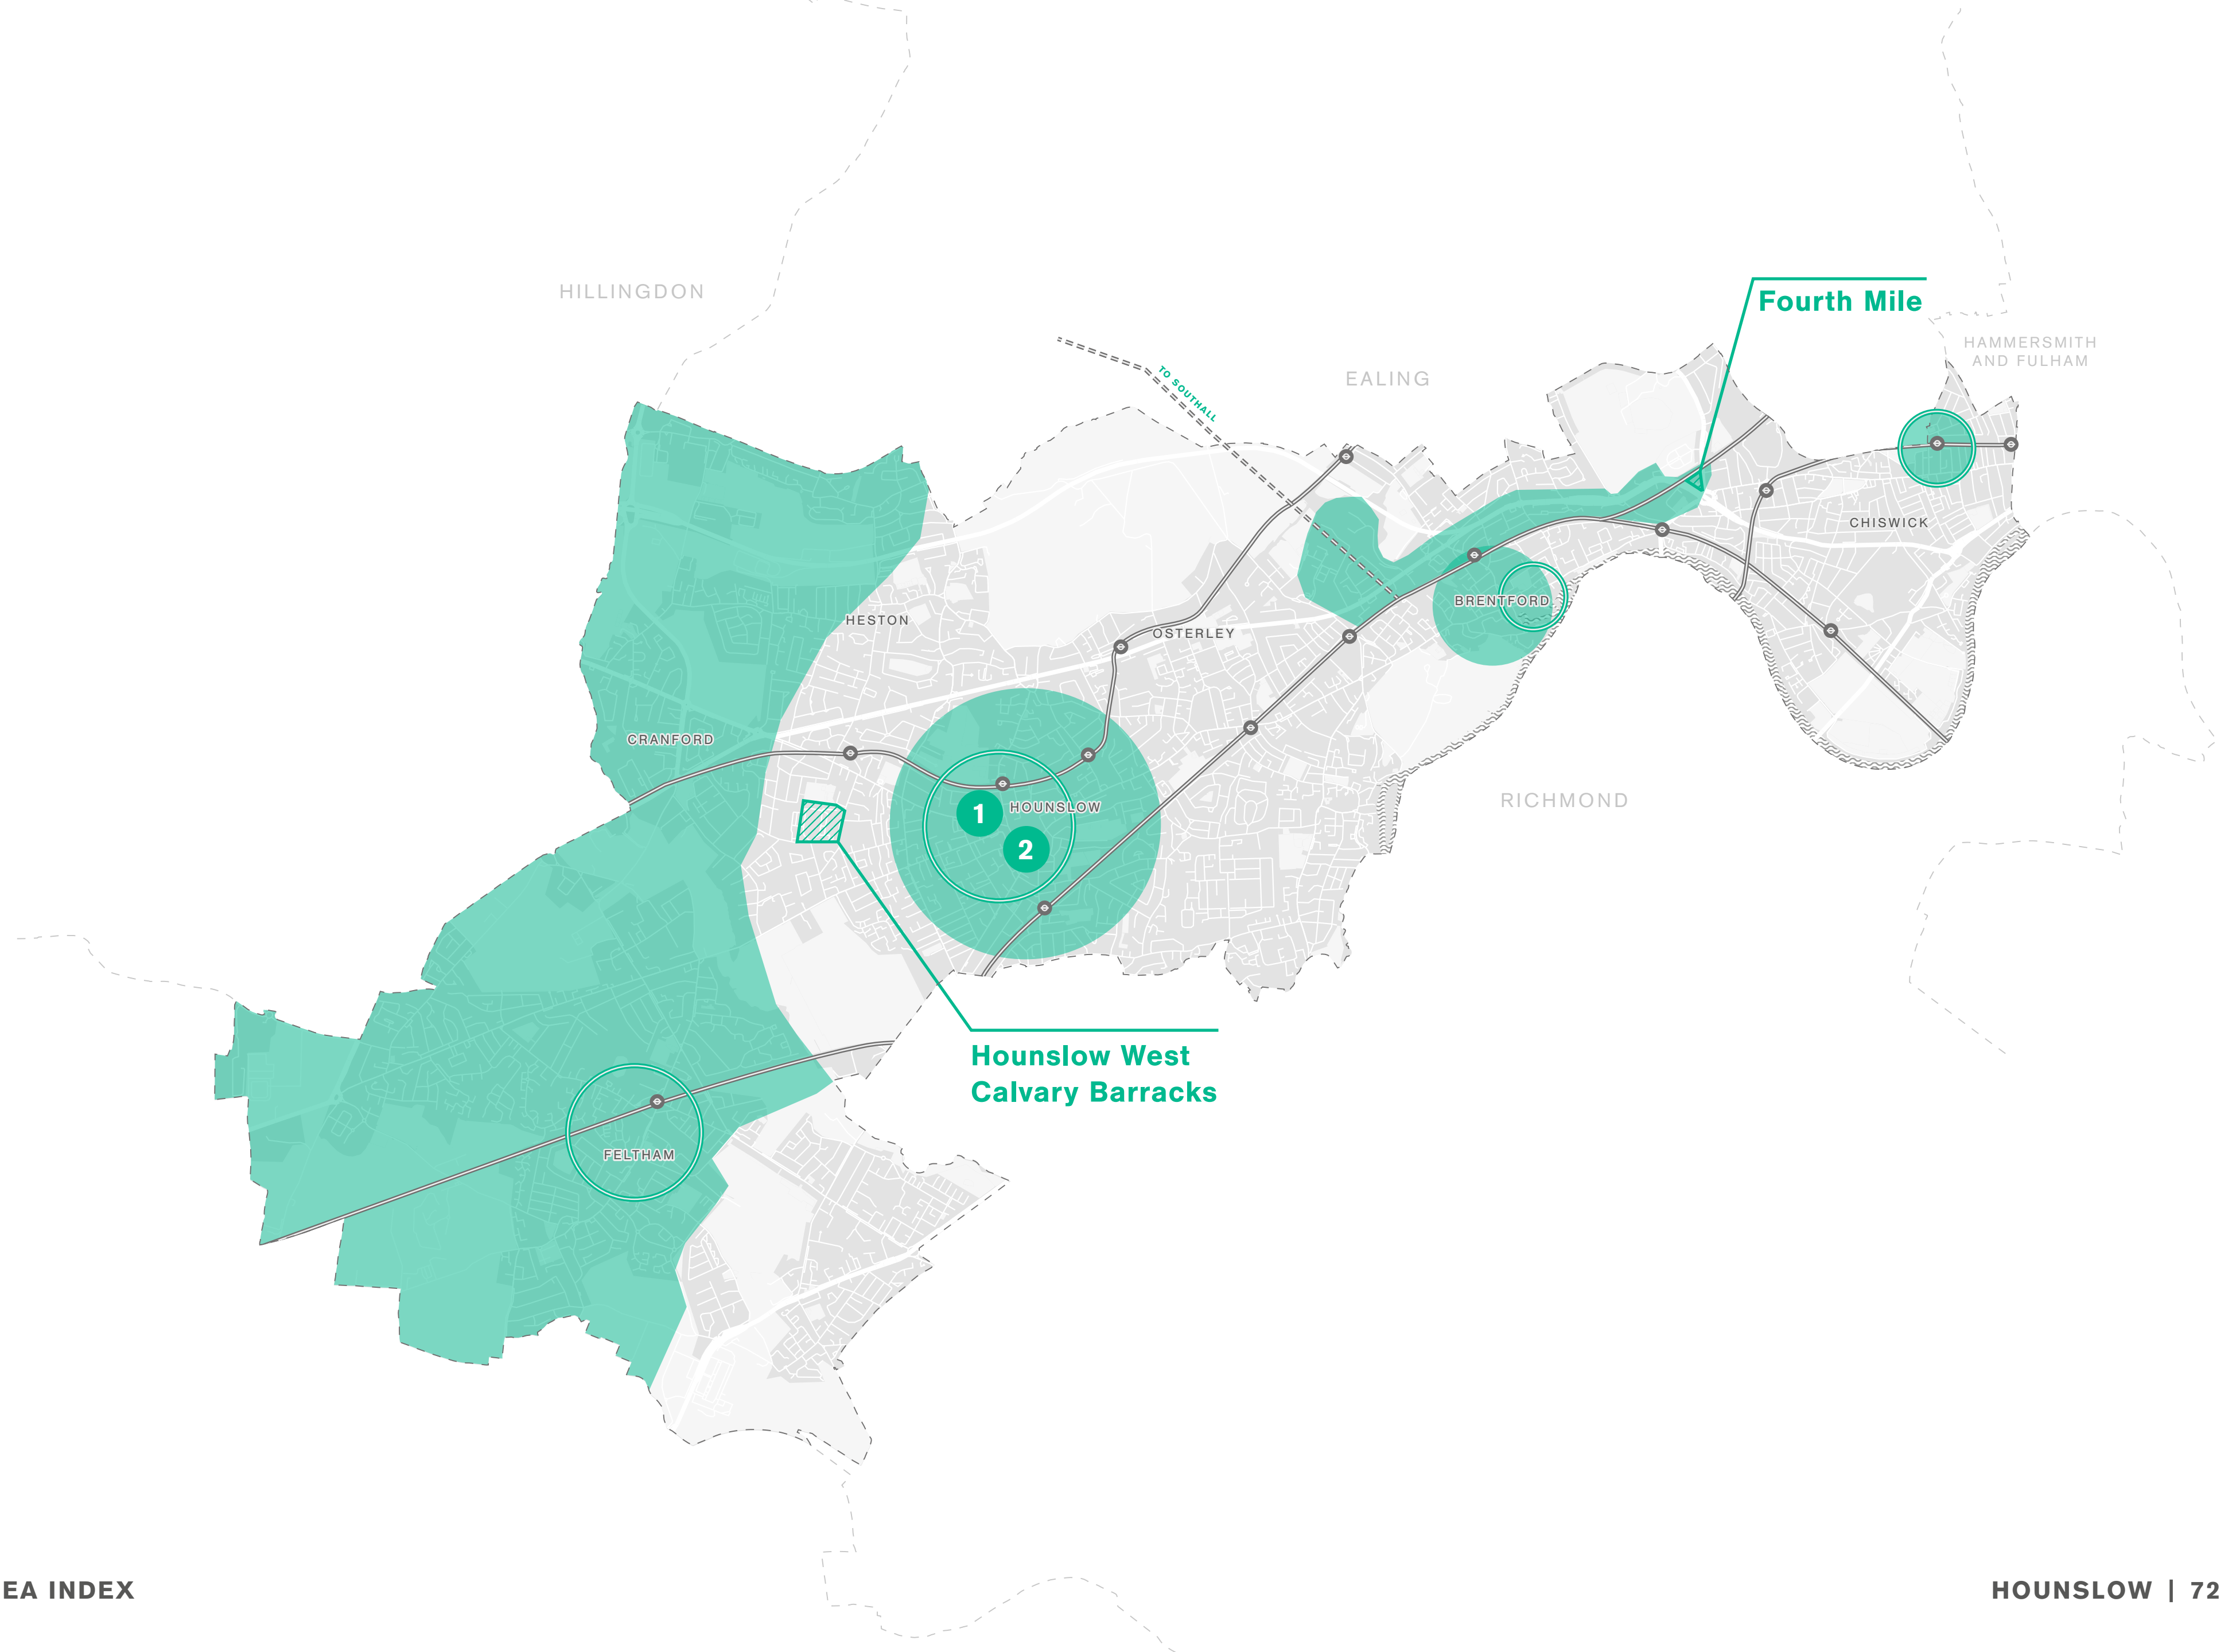 HILLINGDON
Fourth Mile
HAMMERSMITH
AND FULHAM
EALING
TO SOUTHALL
CHISWICK
BRENTFORD
HESTON
OSTERLEY
CRANFORD
RICHMOND
HOUNSLOW
1
2
Hounslow West
Calvary Barracks
FELTHAM
EA INDEX
HOUNSLOW | 72